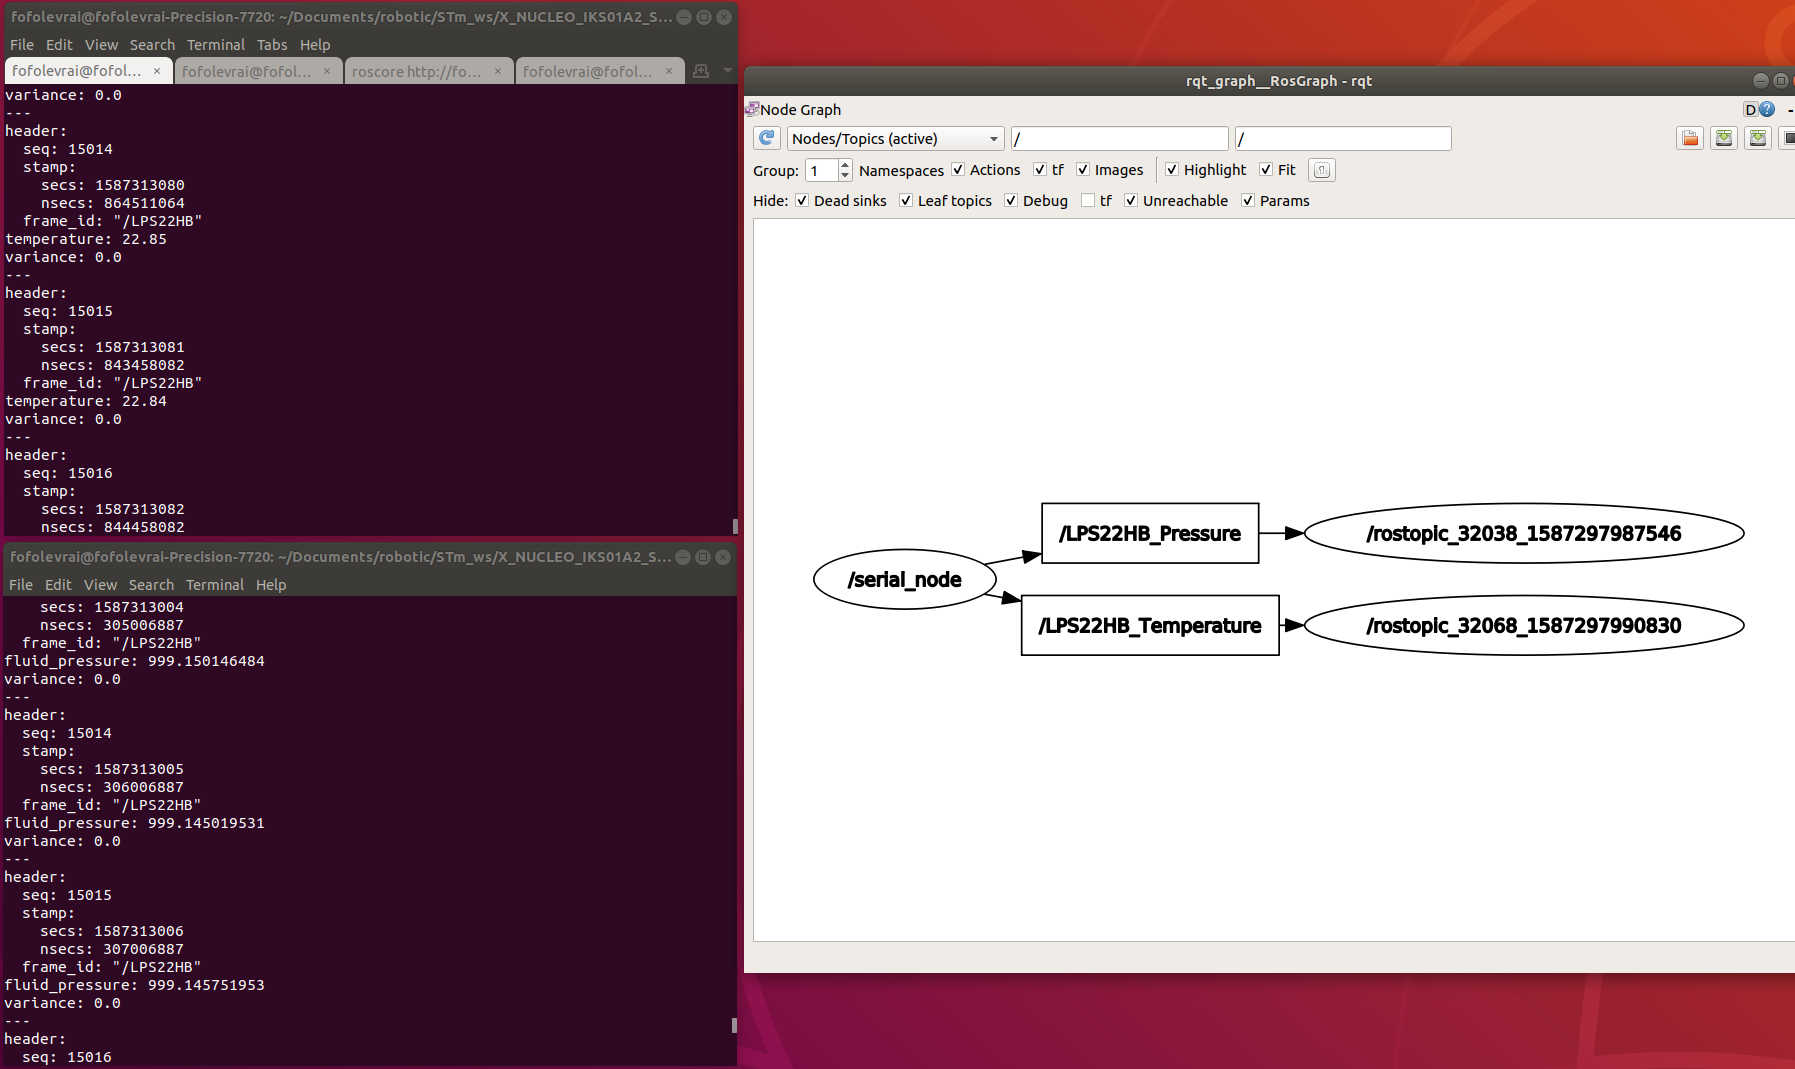 fofolevrai@fofolevrai-Precision-7720: ~/Documents/robotic/STm_ws/X_NUCLEO_IKS01A2_S...
File Edit View Search Terminal Tabs Help
fofolevrai@fofol... × fofolevrai@fofol... × roscore http://fo... × fofolevrai@fofol... ×
variance: 0.0
---
header:
  seq: 15014
  stamp:
    secs: 1587313080
    nsecs: 864511064
  frame_id: "/LPS22HB"
temperature: 22.85
variance: 0.0
---
header:
  seq: 15015
  stamp:
    secs: 1587313081
    nsecs: 843458082
  frame_id: "/LPS22HB"
temperature: 22.84
variance: 0.0
---
header:
  seq: 15016
  stamp:
    secs: 1587313082
    nsecs: 844458082
fofolevrai@fofolevrai-Precision-7720: ~/Documents/robotic/STm_ws/X_NUCLEO_IKS01A2_S...
File Edit View Search Terminal Help
    secs: 1587313004
    nsecs: 305006887
  frame_id: "/LPS22HB"
fluid_pressure: 999.150146484
variance: 0.0
---
header:
  seq: 15014
  stamp:
    secs: 1587313005
    nsecs: 306006887
  frame_id: "/LPS22HB"
fluid_pressure: 999.145019531
variance: 0.0
---
header:
  seq: 15015
  stamp:
    secs: 1587313006
    nsecs: 307006887
  frame_id: "/LPS22HB"
fluid_pressure: 999.145751953
variance: 0.0
---
header:
  seq: 15016
rqt_graph__RosGraph - rqt
Node Graph D ? -
Nodes/Topics (active) / /
Group: 1 Namespaces Actions tf Images Highlight Fit
Hide: Dead sinks Leaf topics Debug tf Unreachable Params
/LPS22HB_Pressure /rostopic_32038_1587297987546
/serial_node
/LPS22HB_Temperature /rostopic_32068_1587297990830